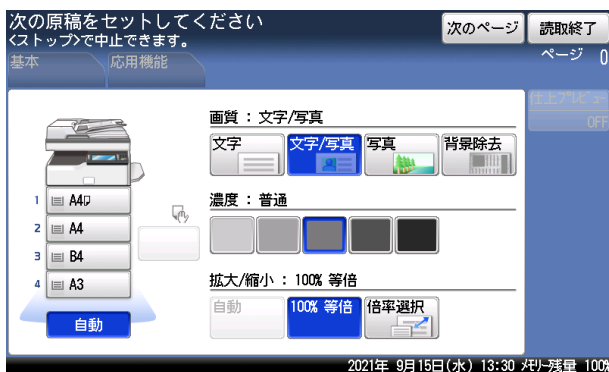 次の原稿をセットしてください
<ストップ>で中止できます。
次のページ
読取終了
基本
応用機能
ページ 0
仕上プレビュー
OFF
画質 : 文字/写真
文字
文字/写真
写真
背景除去
濃度 : 普通
1 A4
2 A4
3 B4
4 A3
自動
拡大/縮小 : 100% 等倍
自動
100% 等倍
倍率選択
2021年 9月15日(水) 13:30 メモリー残量 100%